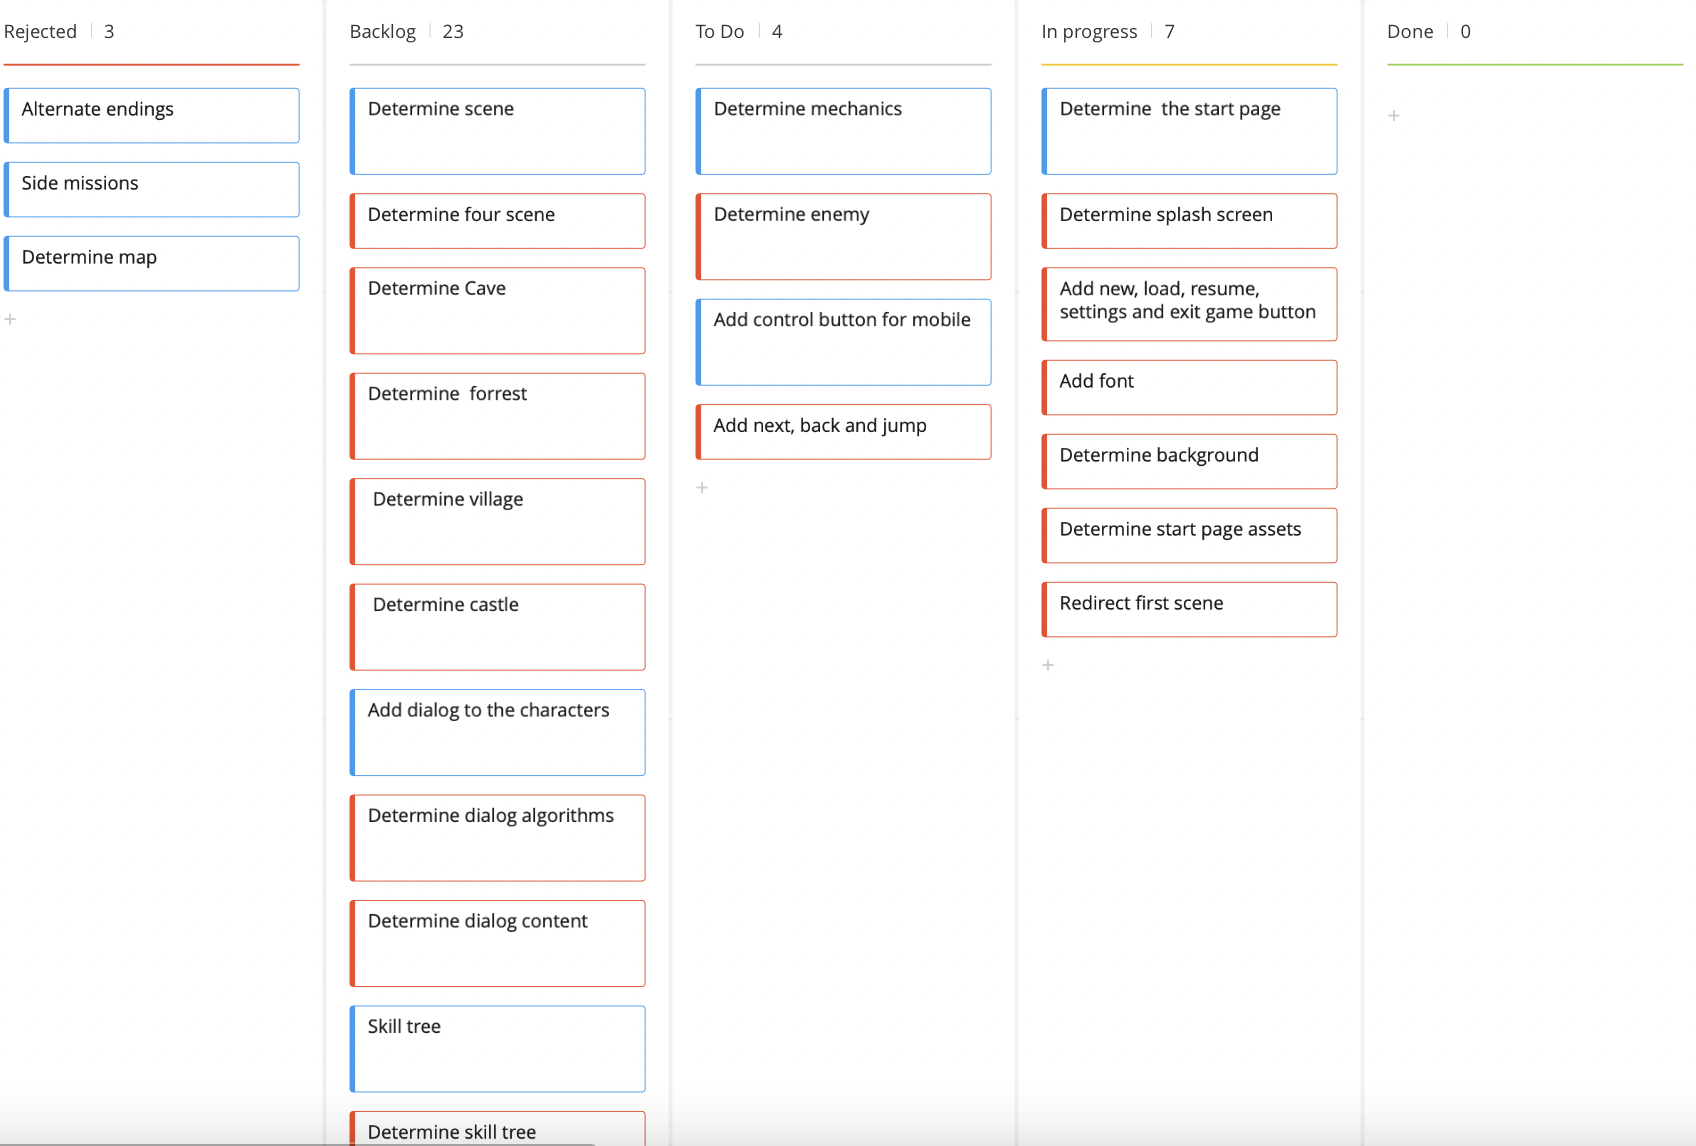 Rejected 3
Alternate endings
Side missions
Determine map
Backlog 23
Determine scene
Determine four scene
Determine Cave
Determine  forrest
Determine village
Determine castle
Add dialog to the characters
Determine dialog algorithms
Determine dialog content
Skill tree
Determine skill tree
To Do 4
Determine mechanics
Determine enemy
Add control button for mobile
Add next, back and jump
In progress 7
Determine  the start page
Determine splash screen
Add new, load, resume,
settings and exit game button
Add font
Determine background
Determine start page assets
Redirect first scene
Done 0